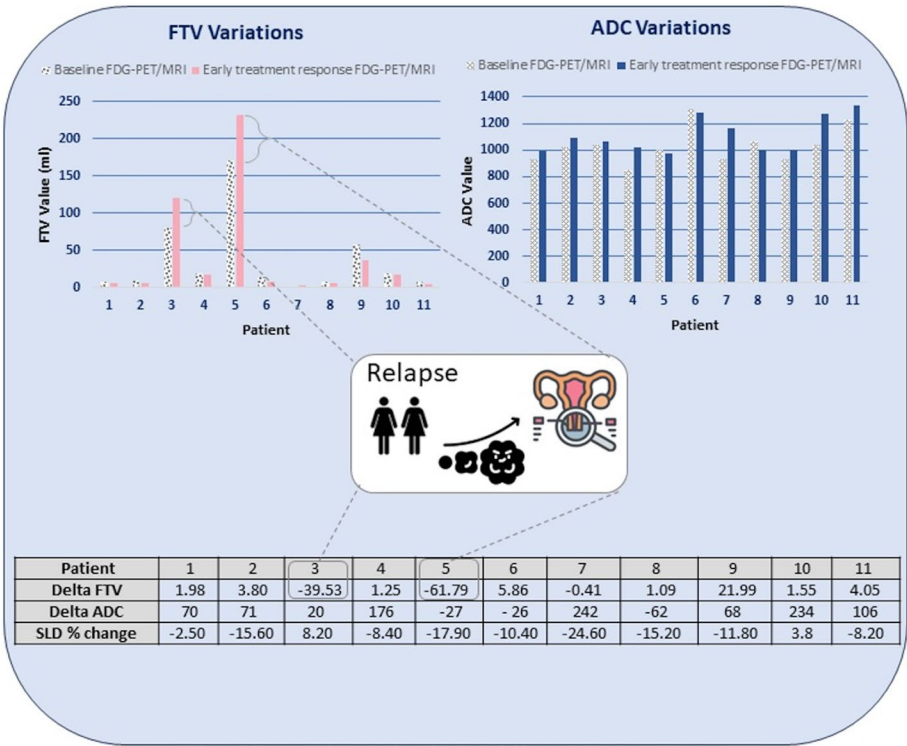 FTV Variations
Baseline FDG-PET/MRI Early treatment response FDG-PET/MRI
250
200
150
100
50
0
FTV Value (ml)
1 2 3 4 5 6 7 8 9 10 11
Patient
ADC Variations
Baseline FDG-PET/MRI Early treatment response FDG-PET/MRI
1400
1200
1000
800
600
400
200
0
ADC Value
1 2 3 4 5 6 7 8 9 10 11
Patient
Relapse
Patient 1 2 3 4 5 6 7 8 9 10 11
Delta FTV 1.98 3.80 -39.53 1.25 -61.79 5.86 -0.41 1.09 21.99 1.55 4.05
Delta ADC 70 71 20 176 -27 - 26 242 -62 68 234 106
SLD % change -2.50 -15.60 8.20 -8.40 -17.90 -10.40 -24.60 -15.20 -11.80 3.8 -8.20